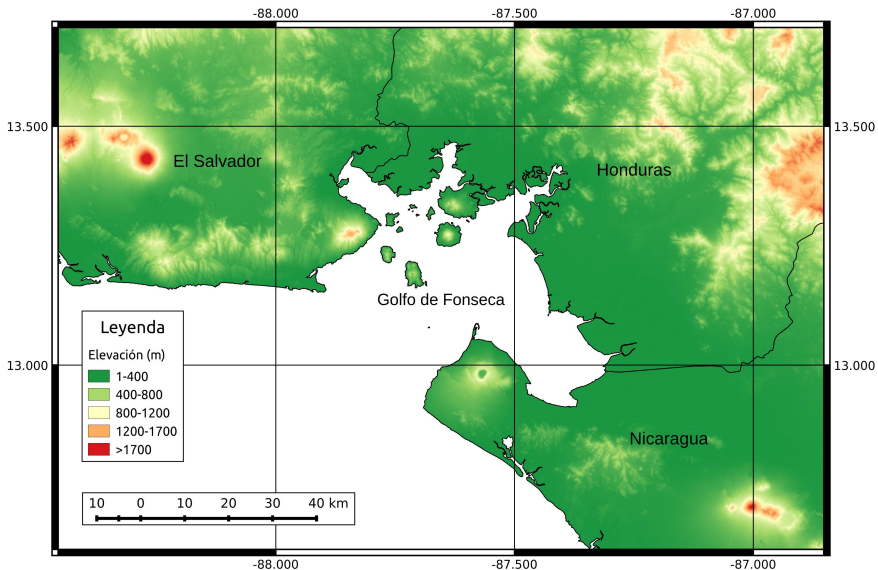 -88.000 -87.500 -87.000
13.500 13.500
El Salvador
Honduras
Golfo de Fonseca
Leyenda
Elevación (m)
1-400
400-800
800-1200
1200-1700
>1700
13.000 13.000
Nicaragua
10 0 10 20 30 40 km
-88.000 -87.500 -87.000